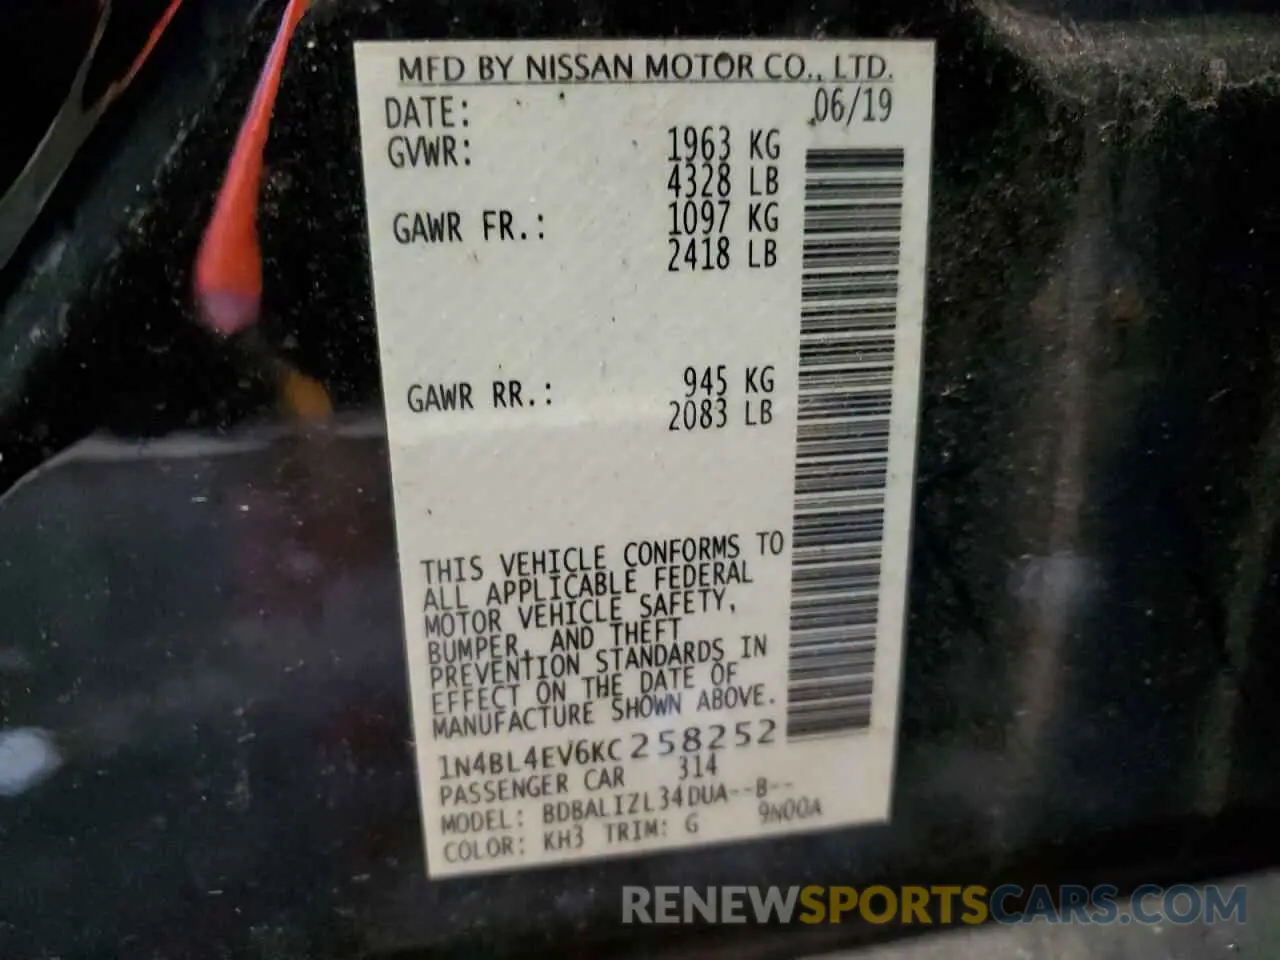 MFD BY NISSAN MOTOR CO., LTD.
DATE: 06/19
GVWR: 1963 KG
4328 LB
GAWR FR.: 1097 KG
2418 LB
GAWR RR.: 945 KG
2083 LB
THIS VEHICLE CONFORMS TO
ALL APPLICABLE FEDERAL
MOTOR VEHICLE SAFETY,
BUMPER, AND THEFT
PREVENTION STANDARDS IN
EFFECT ON THE DATE OF
MANUFACTURE SHOWN ABOVE.
1N4BL4EV6KC258252
PASSENGER CAR 314
MODEL: BDBALIZL34DUA--B--
COLOR: KH3 TRIM: G 9N00A
RENEWSPORTSCARS.COM